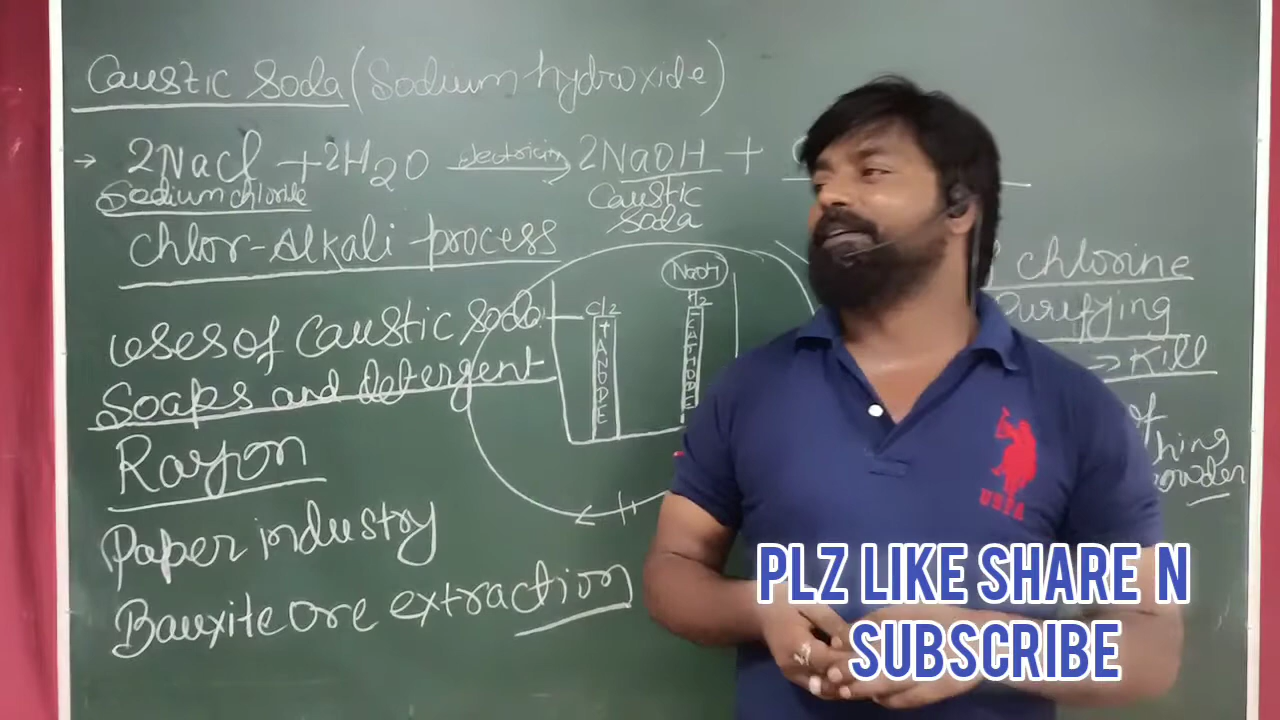 Caustic Soda (Sodium hydroxide)
→ 2NaCl + 2H2O electricity → 2NaOH +
Sodium chloride
Caustic
Soda
Chlor-Alkali process
uses of Caustic Soda
Soaps and detergent
Rayon
Paper industry
Bauxite ore extraction
NaOH
Cl2
H2
+ ANODE
- CATHODE
chlorine
Purifying
→ Kill
of
USPA
PLZ LIKE SHARE N
SUBSCRIBE